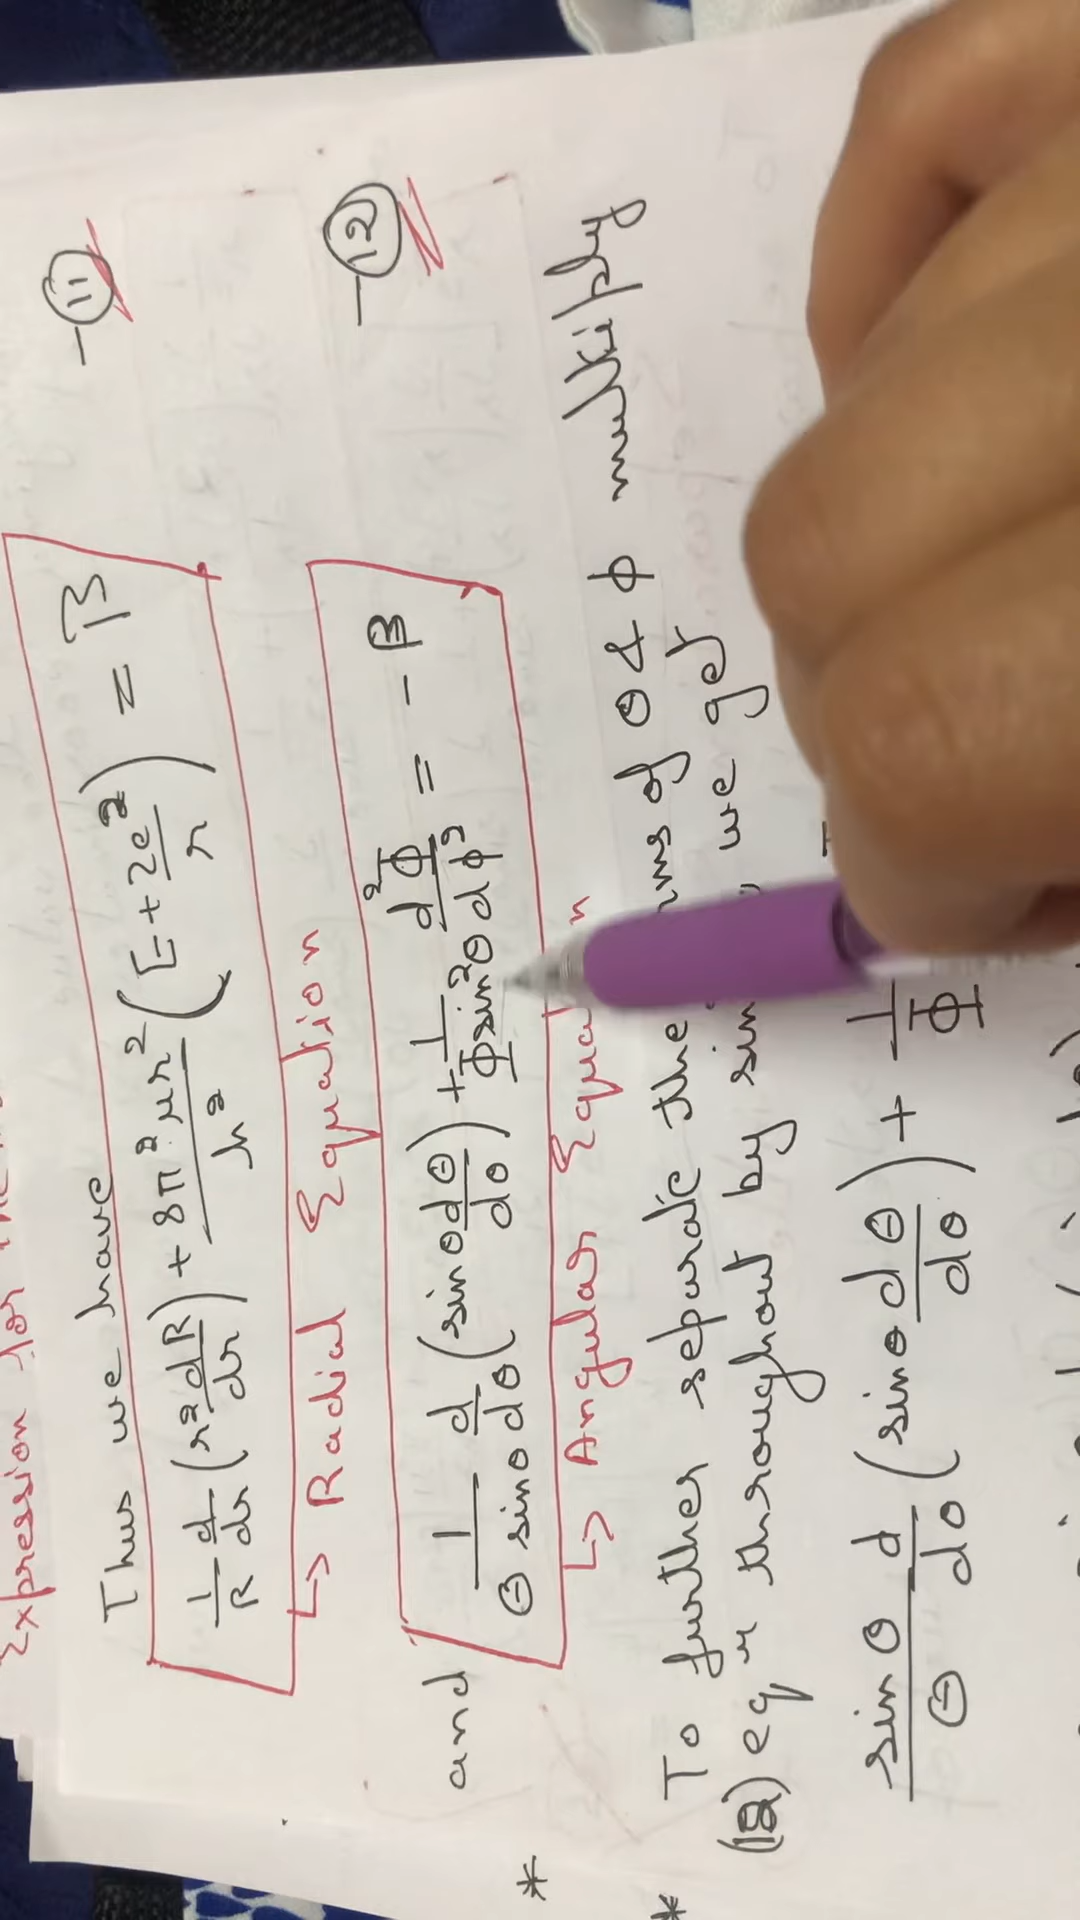 Expression for
Thus we have
1/R d/dr (r² dR/dr) + 8π²μr²/h² (E + Ze²/r) = β -⑪
↳ Radial Equation
and 1/Θ sinθ d/dθ (sinθ dΘ/dθ) + 1/Φ sin²θ d²Φ/dφ² = - β -⑫
* ↳ Angular
* To further separate the of θ & φ multiply
(12) eqⁿ throughout by we get
sinθ/Θ d/dθ (sinθ dΘ/dθ) + 1/Φ